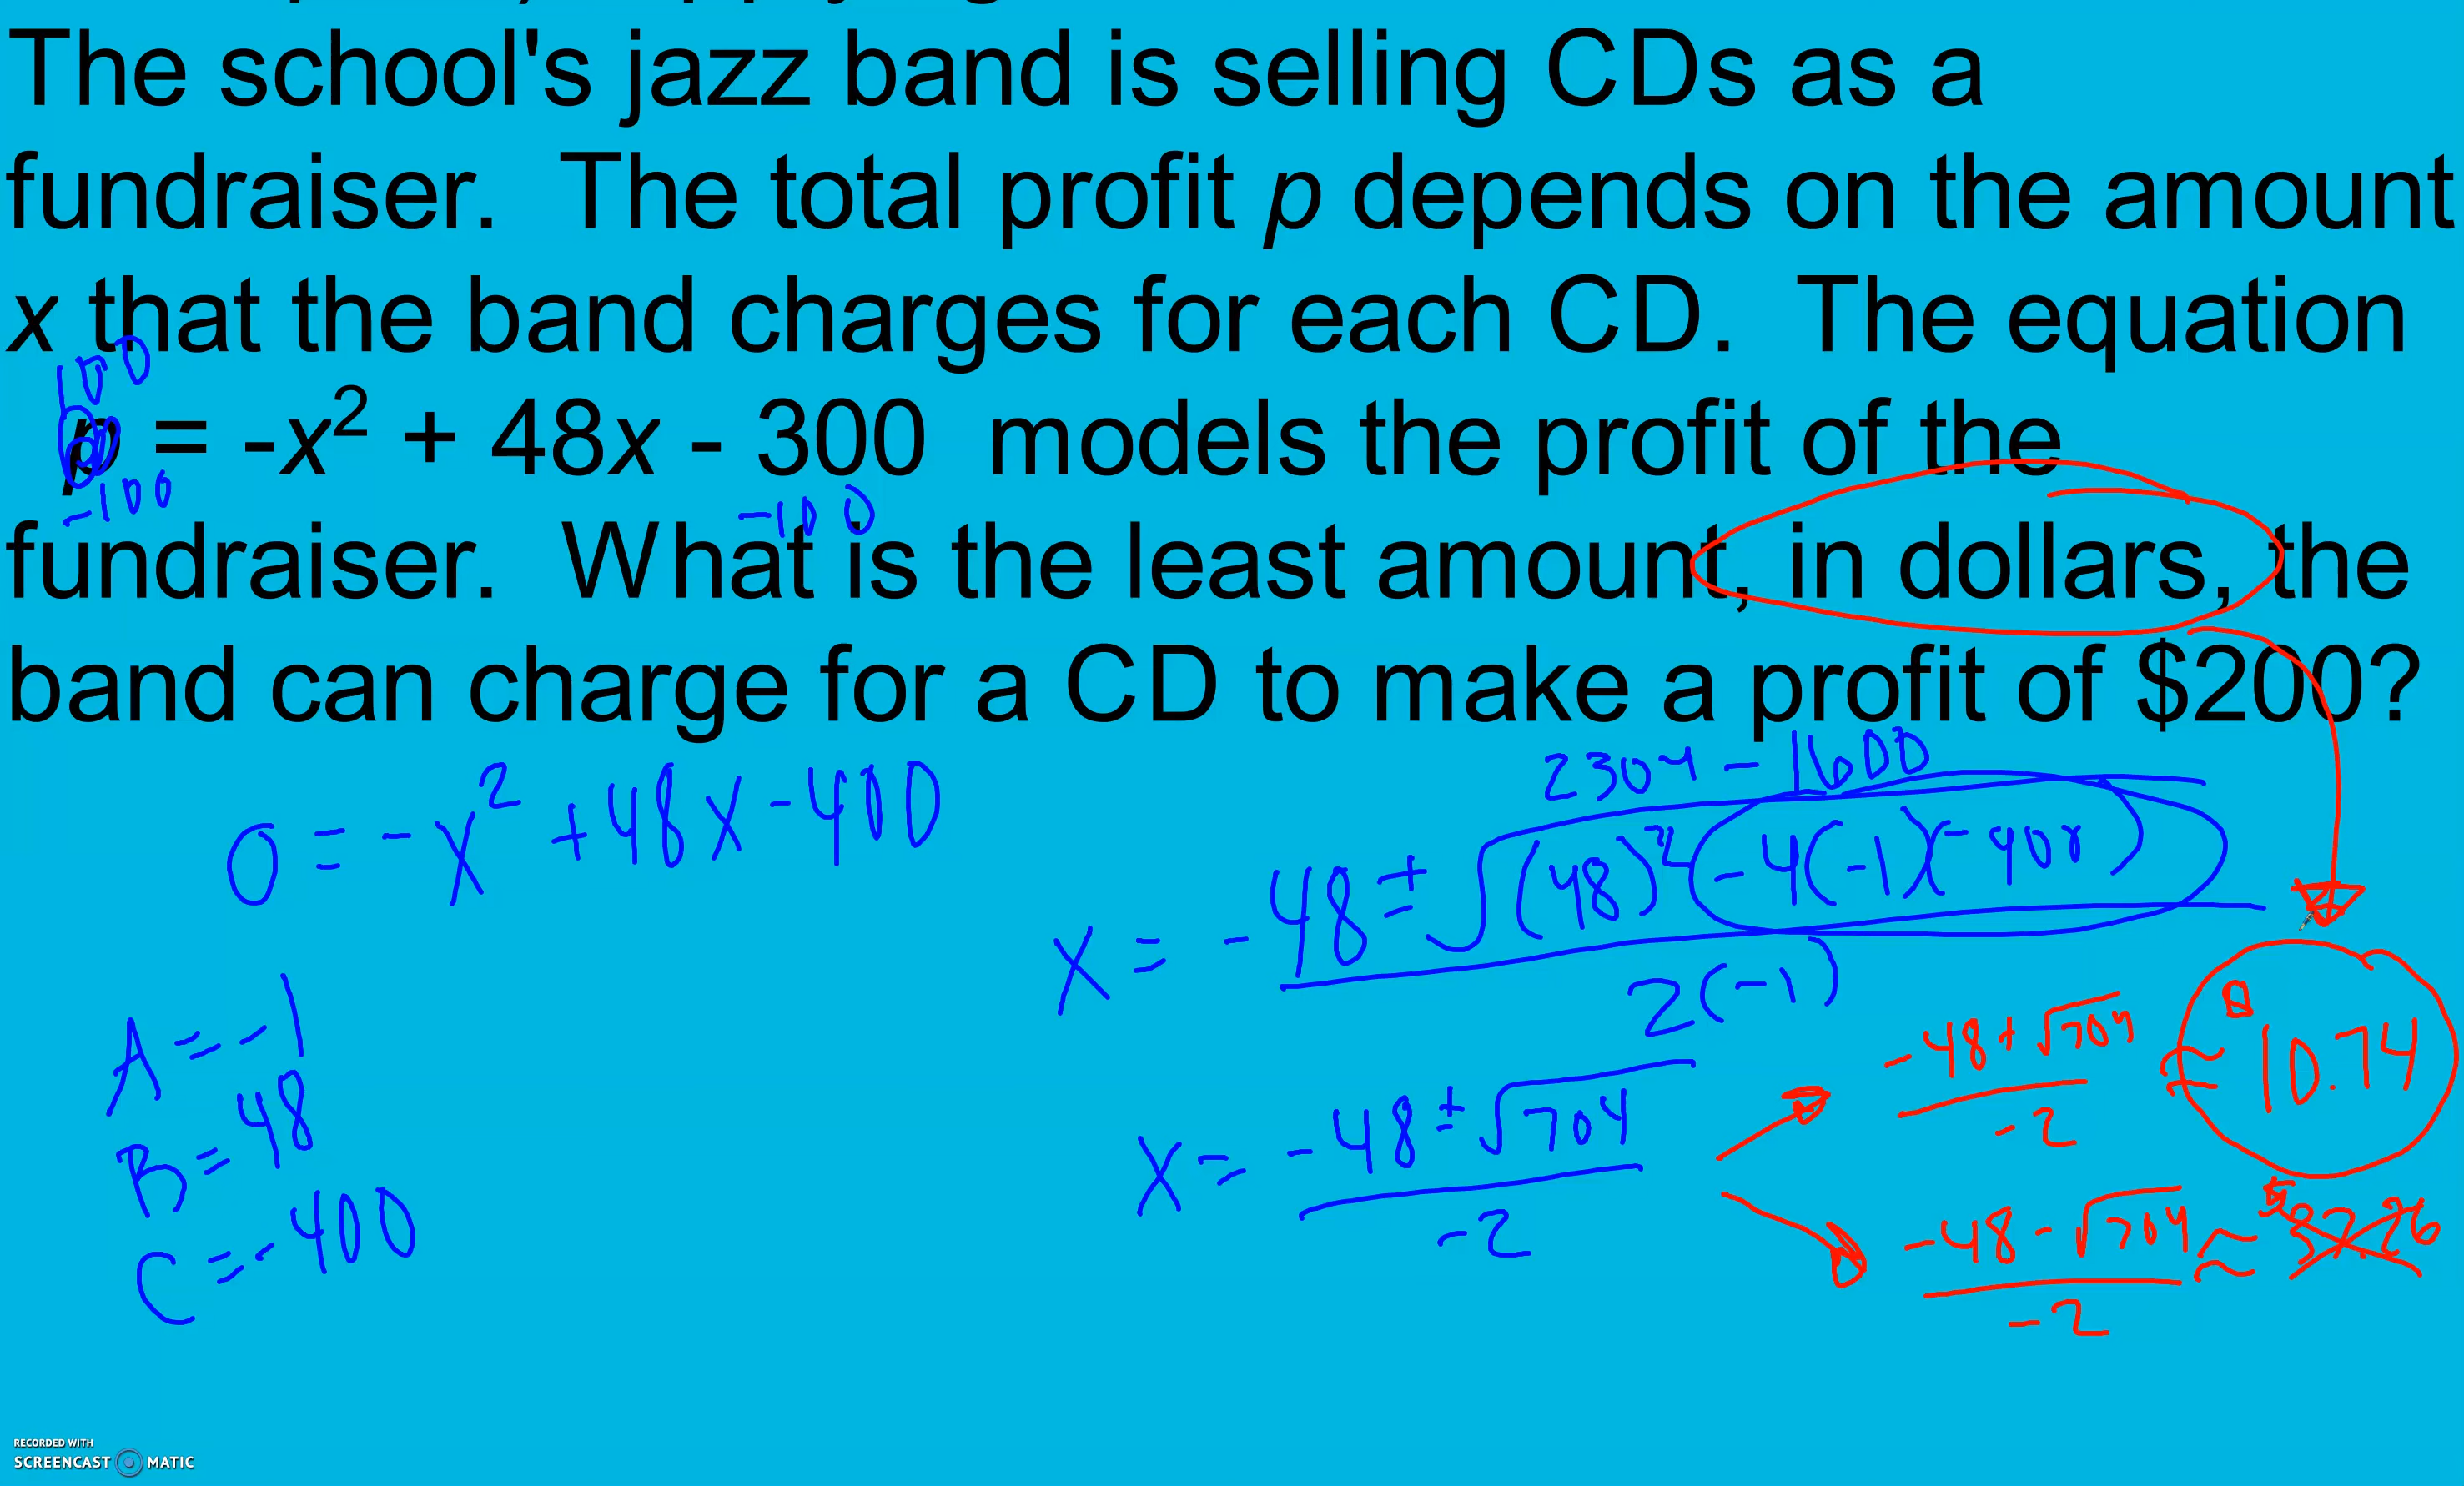 The school's jazz band is selling CDs as a
fundraiser. The total profit p depends on the amount
x that the band charges for each CD. The equation
100
= -x² + 48x - 300 models the profit of the
-100
-100
fundraiser. What is the least amount, in dollars, the
band can charge for a CD to make a profit of $200?
2304 - 1600
0 = -x² + 48x - 400
x = -48 ± √(48)² - 4(-1)(-400)
2(-1)
A = -1
B = 48
C = -400
x = -48 ± √704
-2
-48 + √704
-2
≈ 10.74
-48 - √704
-2
≈ $37.26
RECORDED WITH
SCREENCAST MATIC